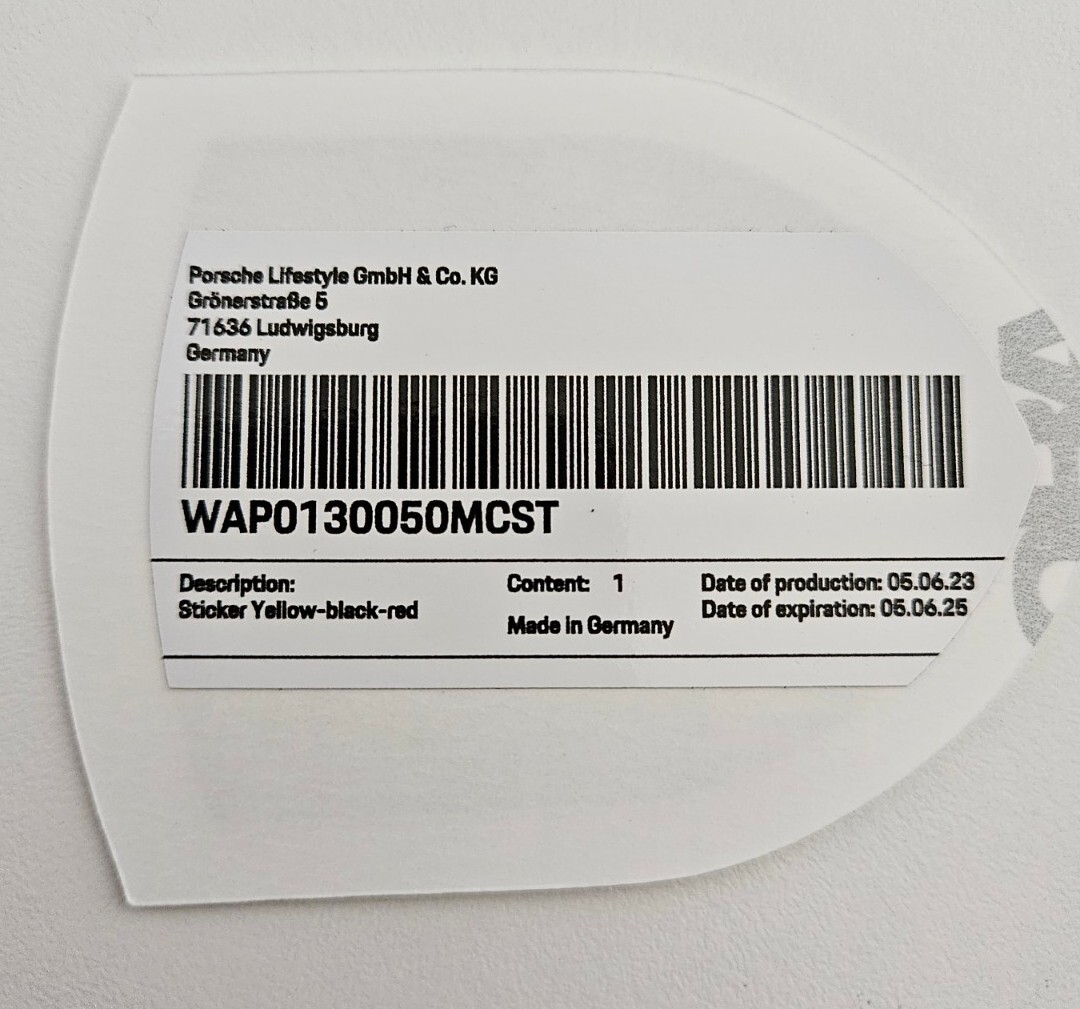 Porsche Lifestyle GmbH & Co. KG
Grönerstraße 5
71636 Ludwigsburg
Germany
WAP0130050MCST
Description:
Sticker Yellow-black-red
Content: 1
Made in Germany
Date of production: 05.06.23
Date of expiration: 05.06.25